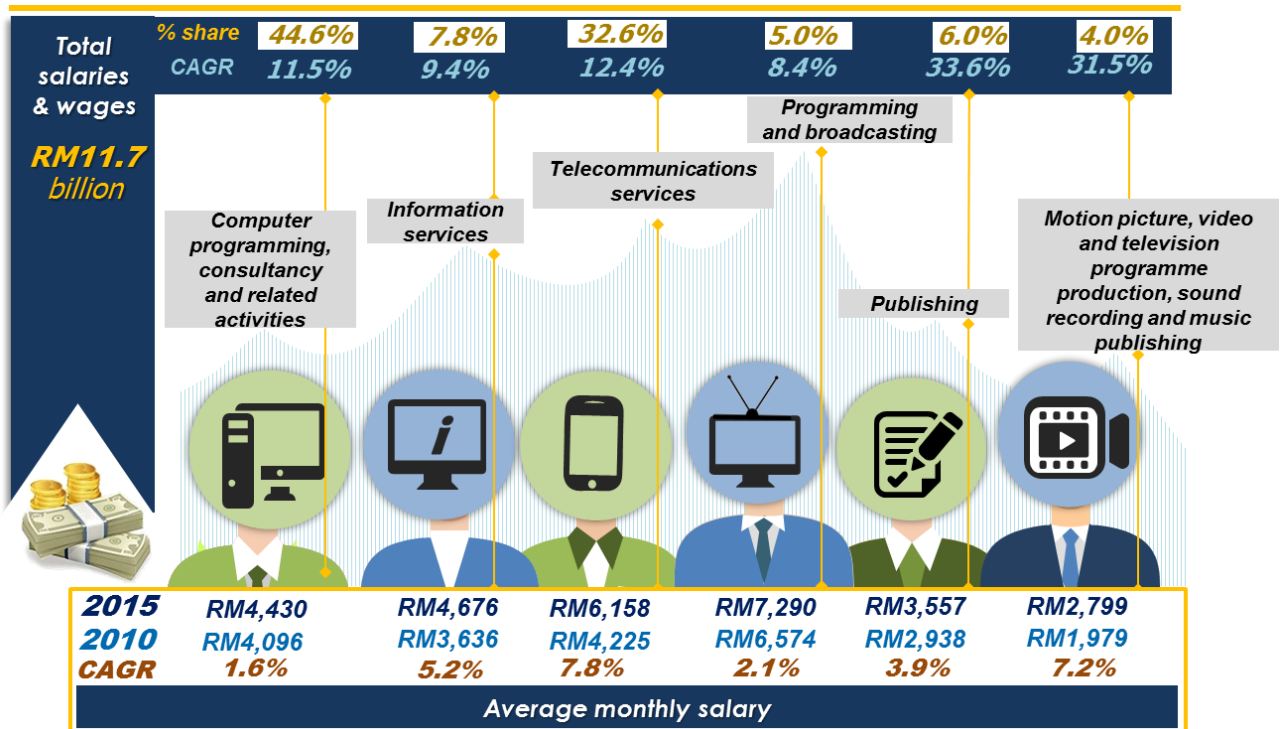 Total
salaries
& wages
RM11.7
billion
% share 44.6% 7.8% 32.6% 5.0% 6.0% 4.0%
CAGR 11.5% 9.4% 12.4% 8.4% 33.6% 31.5%
Computer
programming,
consultancy
and related
activities
Information
services
Telecommunications
services
Programming
and broadcasting
Publishing
Motion picture, video
and television
programme
production, sound
recording and music
publishing
i
2015 RM4,430 RM4,676 RM6,158 RM7,290 RM3,557 RM2,799
2010 RM4,096 RM3,636 RM4,225 RM6,574 RM2,938 RM1,979
CAGR 1.6% 5.2% 7.8% 2.1% 3.9% 7.2%
Average monthly salary